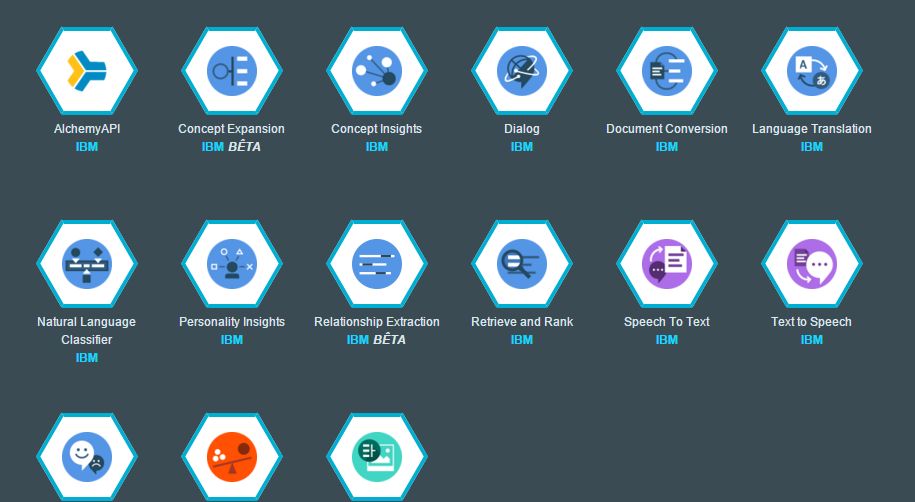 AlchemyAPI
IBM
Concept Expansion
IBM BÊTA
Concept Insights
IBM
Dialog
IBM
Document Conversion
IBM
A
あ
Language Translation
IBM
Natural Language
Classifier
IBM
Personality Insights
IBM
Relationship Extraction
IBM BÊTA
Retrieve and Rank
IBM
Speech To Text
IBM
Text to Speech
IBM